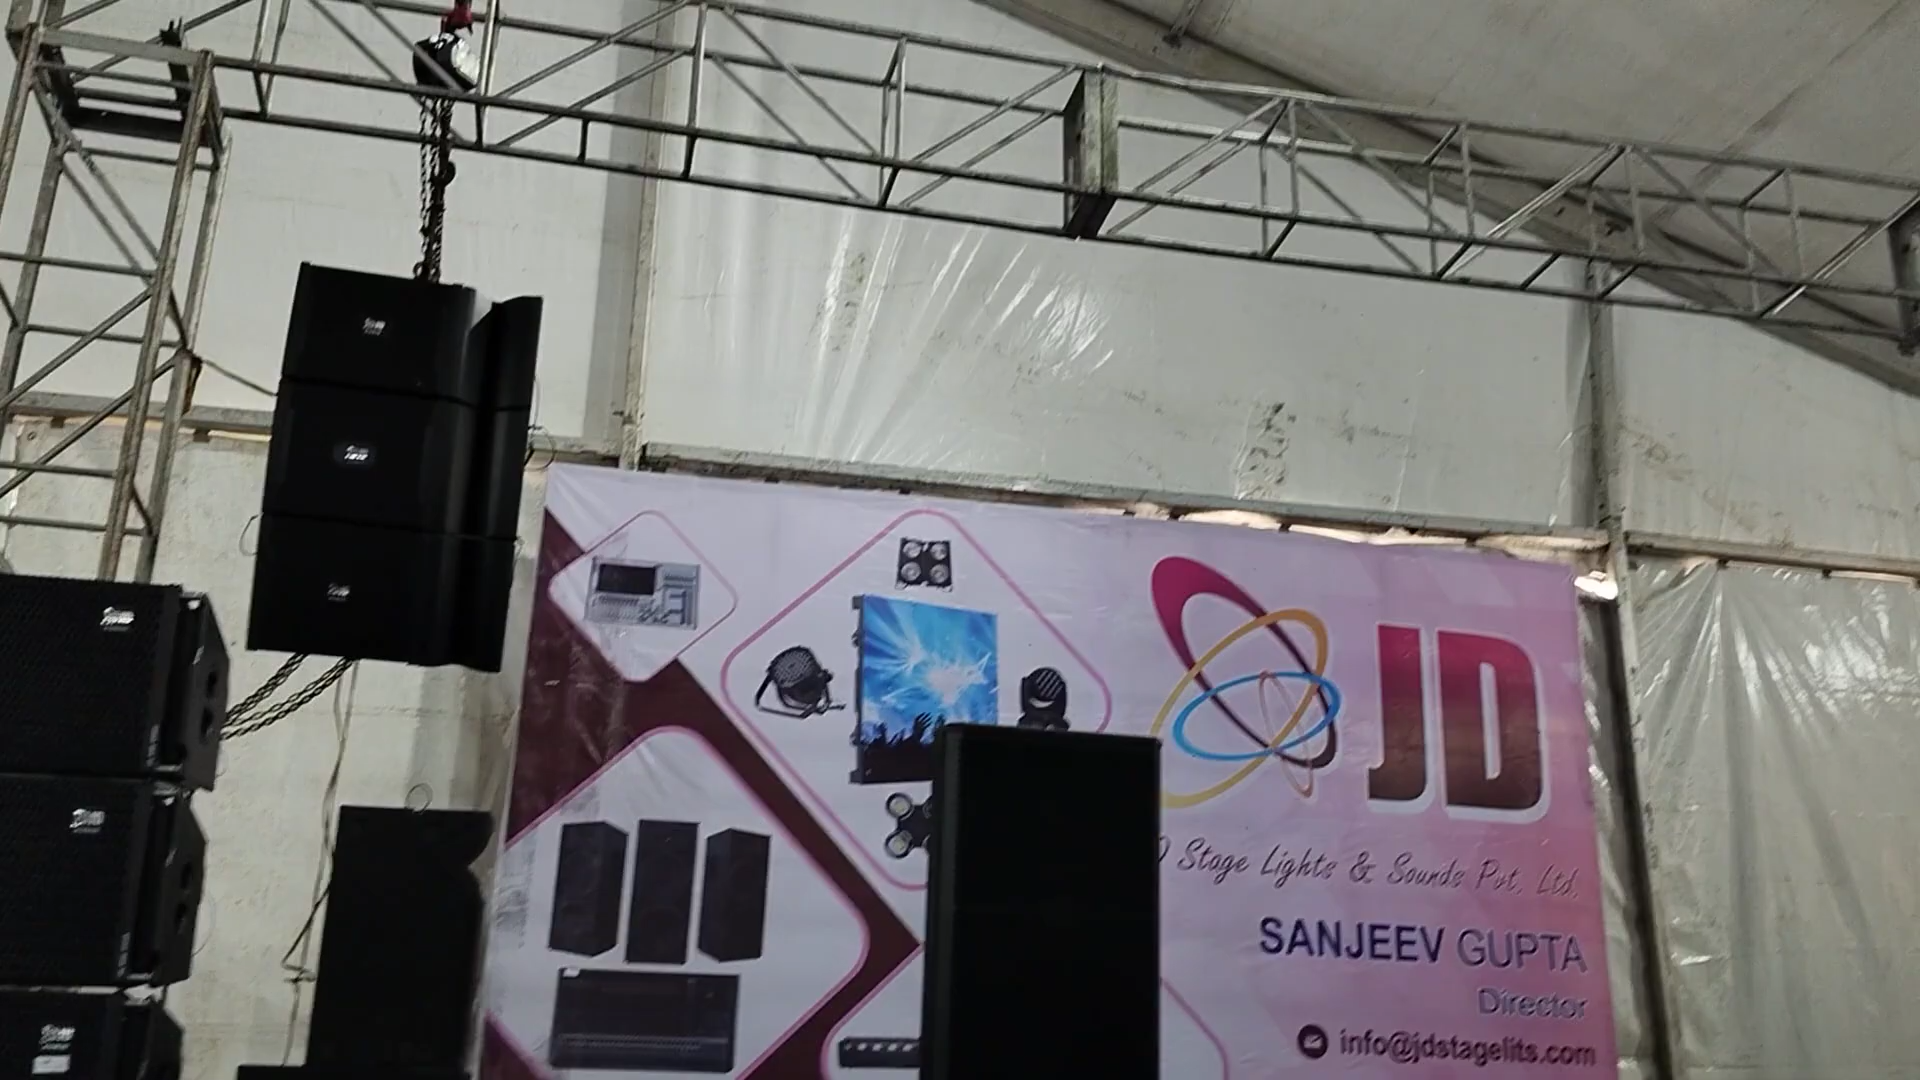 JD
Stage Lights & Sounds Pvt. Ltd.
SANJEEV GUPTA
Director
info@jdstagelits.com